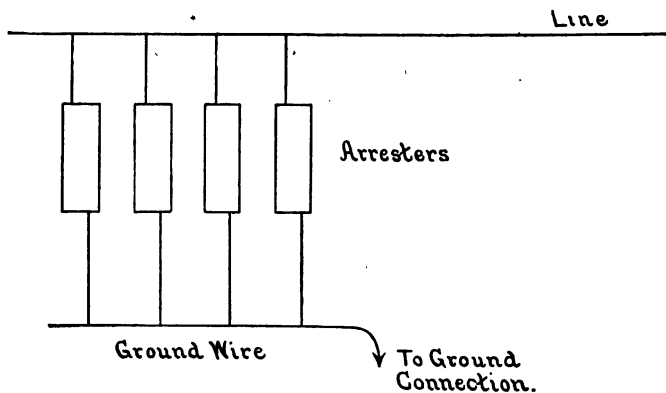 Line
Arresters
Ground Wire
To Ground
Connection.